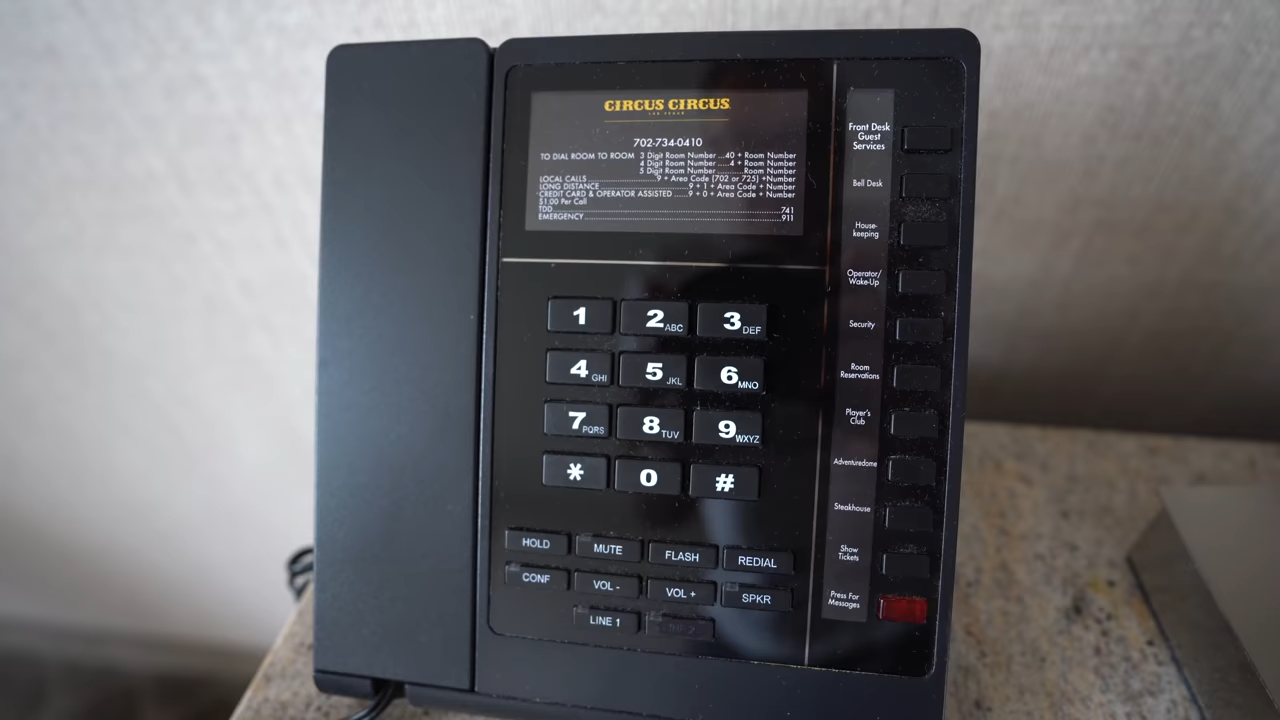 CIRCUS CIRCUS
LAS VEGAS
702-734-0410
TO DIAL ROOM TO ROOM 3 Digit Room Number ...40 + Room Number
4 Digit Room Number .....4 + Room Number
5 Digit Room Number ..........Room Number
LOCAL CALLS ........................9 + Area Code (702 or 725) +Number
LONG DISTANCE ..............................9 + 1 + Area Code + Number
CREDIT CARD & OPERATOR ASSISTED ......9 + 0 + Area Code + Number
$1.00 Per Call
TDD ..........................................................................741
EMERGENCY ................................................................911
1
2 ABC
3 DEF
4 GHI
5 JKL
6 MNO
7 PQRS
8 TUV
9 WXYZ
*
0
#
HOLD
MUTE
FLASH
REDIAL
CONF
VOL -
VOL +
SPKR
LINE 1
LINE 2
Front Desk
Guest
Services
Bell Desk
House-
keeping
Operator/
Wake-Up
Security
Room
Reservations
Player's
Club
Adventuredome
Steakhouse
Show
Tickets
Press For
Messages